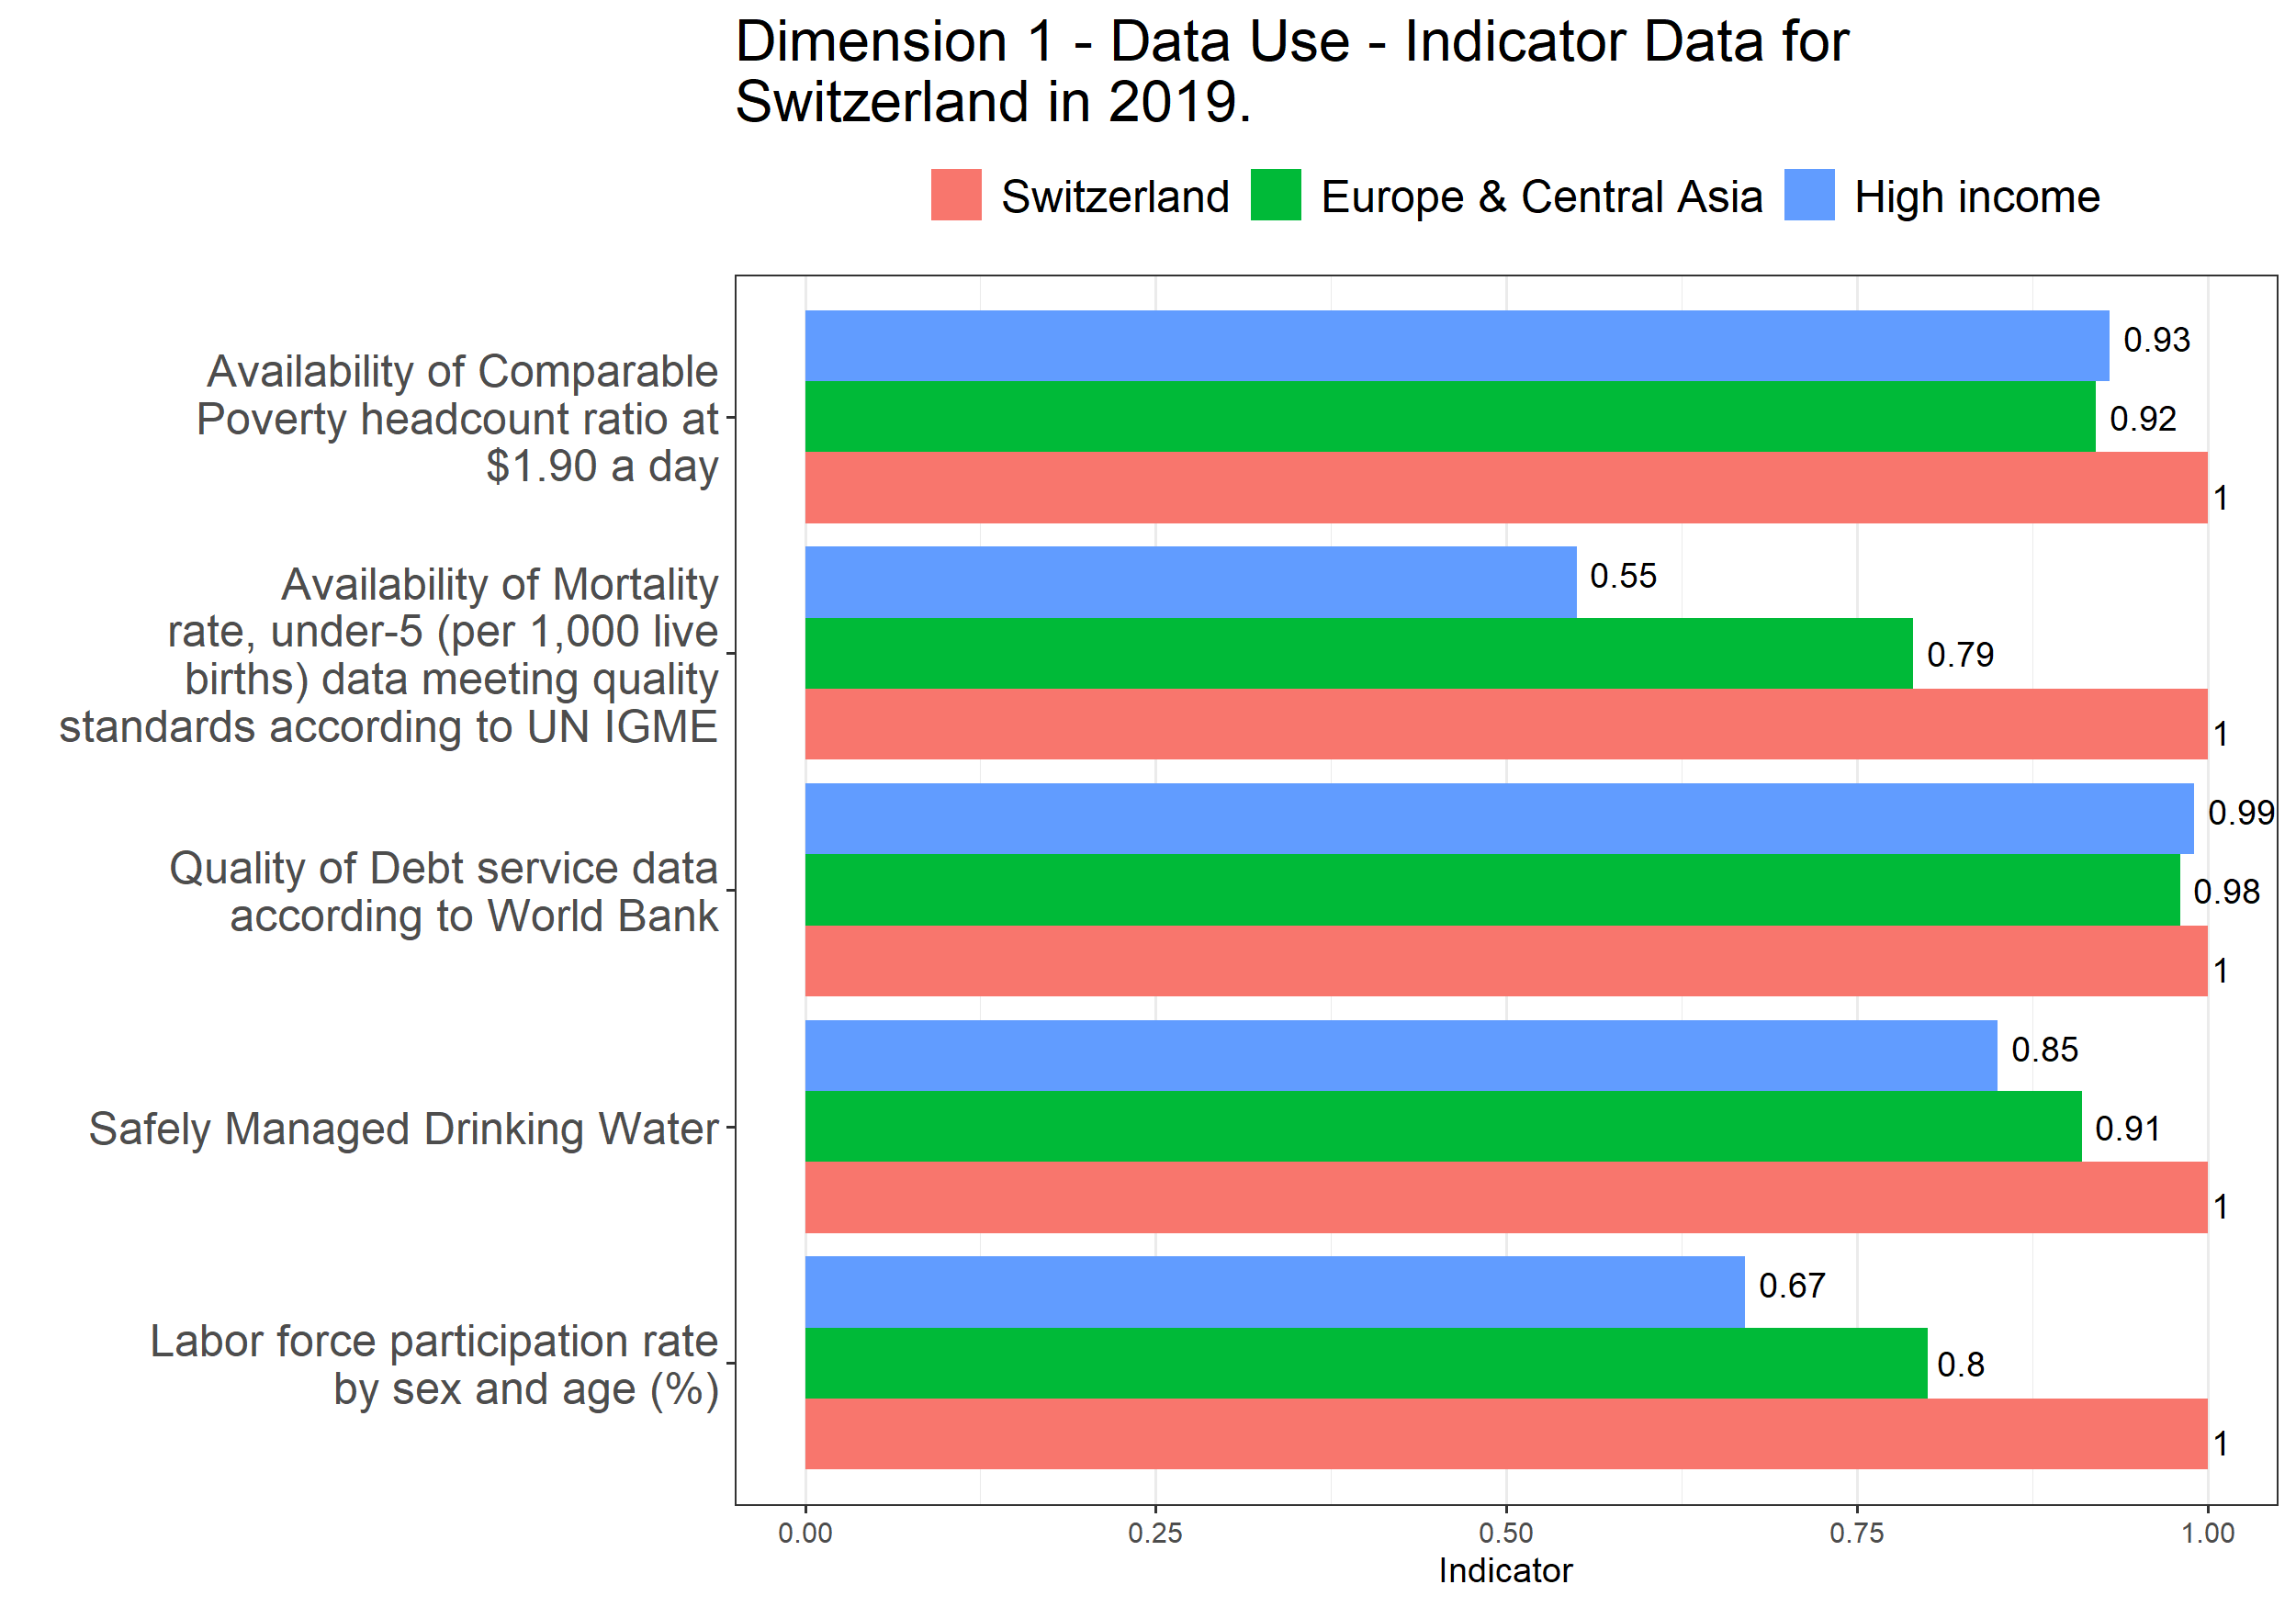 Dimension 1 - Data Use - Indicator Data for
Switzerland in 2019.
Switzerland
Europe & Central Asia
High income
Availability of Comparable
Poverty headcount ratio at
$1.90 a day
0.93
0.92
1
Availability of Mortality
rate, under-5 (per 1,000 live
births) data meeting quality
standards according to UN IGME
0.55
0.79
1
Quality of Debt service data
according to World Bank
0.99
0.98
1
Safely Managed Drinking Water
0.85
0.91
1
Labor force participation rate
by sex and age (%)
0.67
0.8
1
0.00
0.25
0.50
0.75
1.00
Indicator